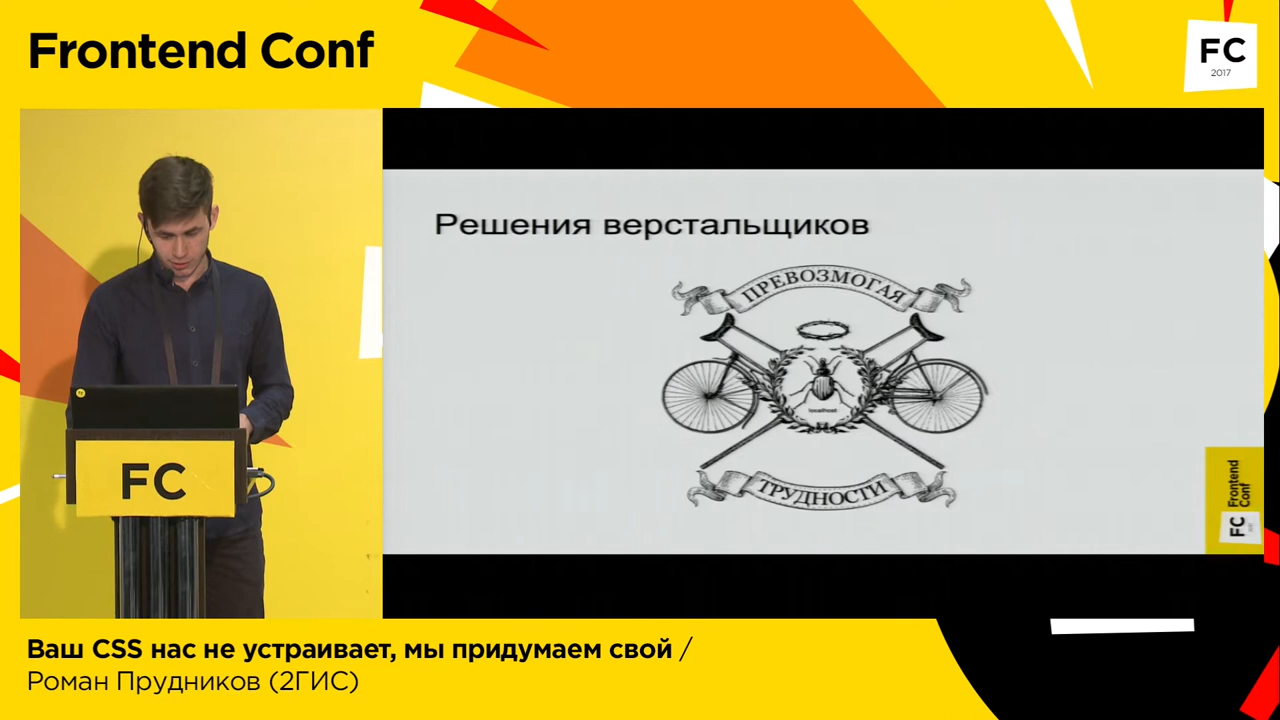 Frontend Conf
FC
2017
Решения верстальщиков
ПРЕВОЗМОГАЯ
localhost
ТРУДНОСТИ
FC
Frontend
Conf
FC
Ваш CSS нас не устраивает, мы придумаем свой /
Роман Прудников (2ГИС)